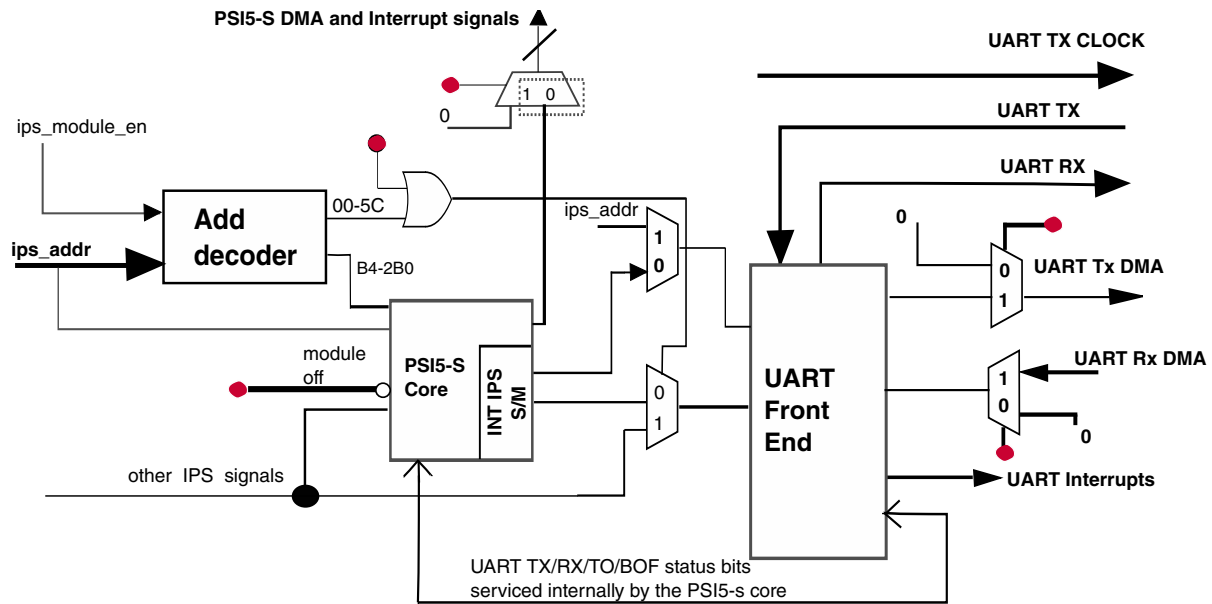 PSI5-S DMA and Interrupt signals
UART TX CLOCK
1 0
0
UART TX
ips_module_en
UART RX
00-5C
ips_addr
0
Add
decoder
1
0
ips_addr
0
1
UART Tx DMA
B4-2B0
module
off
PSI5-S
Core
INT IPS
S/M
0
1
UART
Front
End
1
0
UART Rx DMA
0
other IPS signals
UART Interrupts
UART TX/RX/TO/BOF status bits
serviced internally by the PSI5-s core